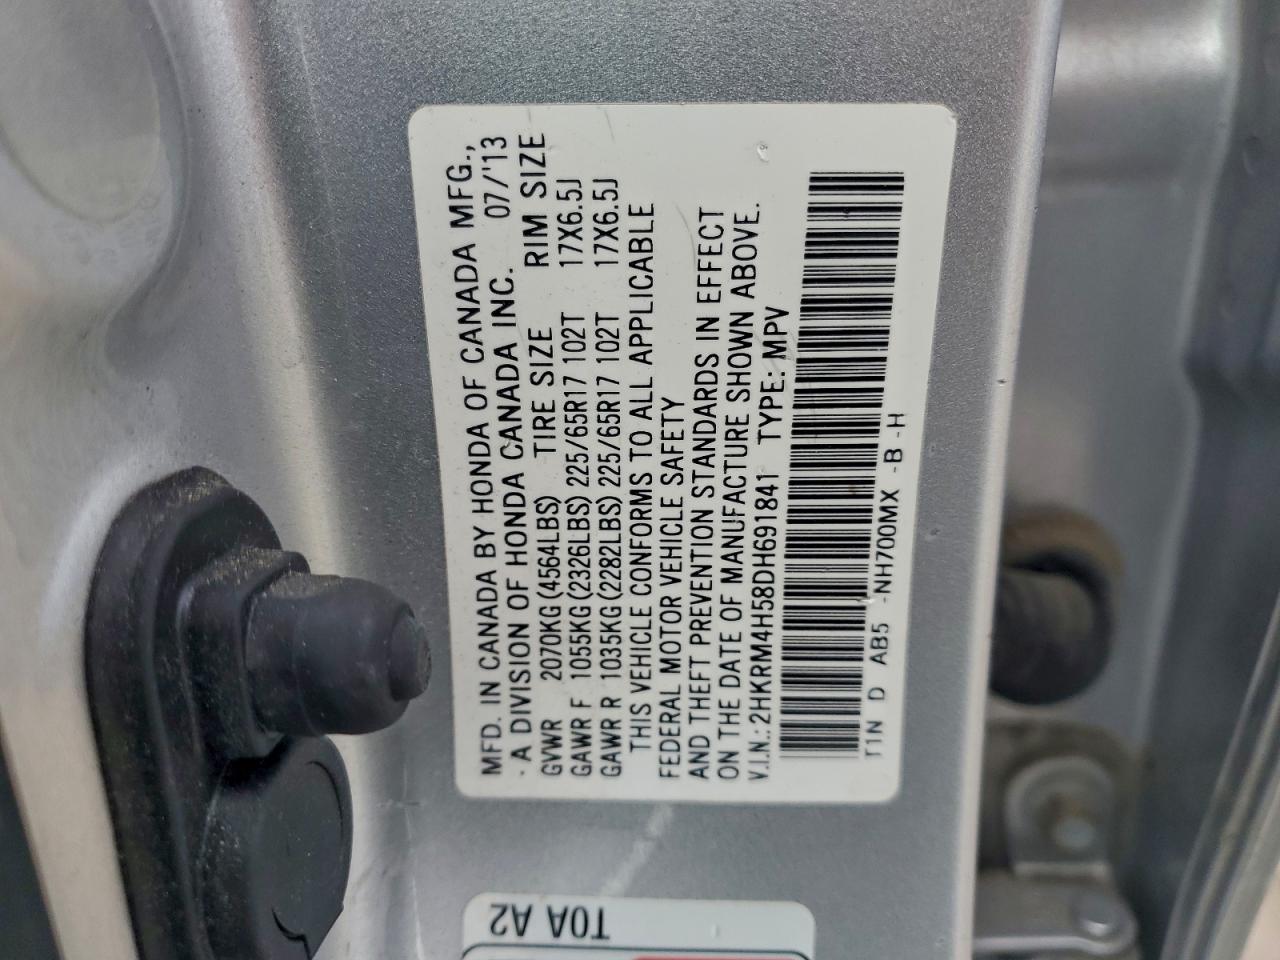 MFD. IN CANADA BY HONDA OF CANADA MFG.,
- A DIVISION OF HONDA CANADA INC. 07/'13
GVWR 2070KG(4564LBS) TIRE SIZE RIM SIZE
GAWR F 1055KG(2326LBS) 225/65R17 102T 17X6.5J
GAWR R 1035KG(2282LBS) 225/65R17 102T 17X6.5J
THIS VEHICLE CONFORMS TO ALL APPLICABLE
FEDERAL MOTOR VEHICLE SAFETY
AND THEFT PREVENTION STANDARDS IN EFFECT
ON THE DATE OF MANUFACTURE SHOWN ABOVE.
V.I.N.: 2HKRM4H58DH691841 TYPE: MPV
T1N D AB5 -NH700MX -B -H
T0A A2